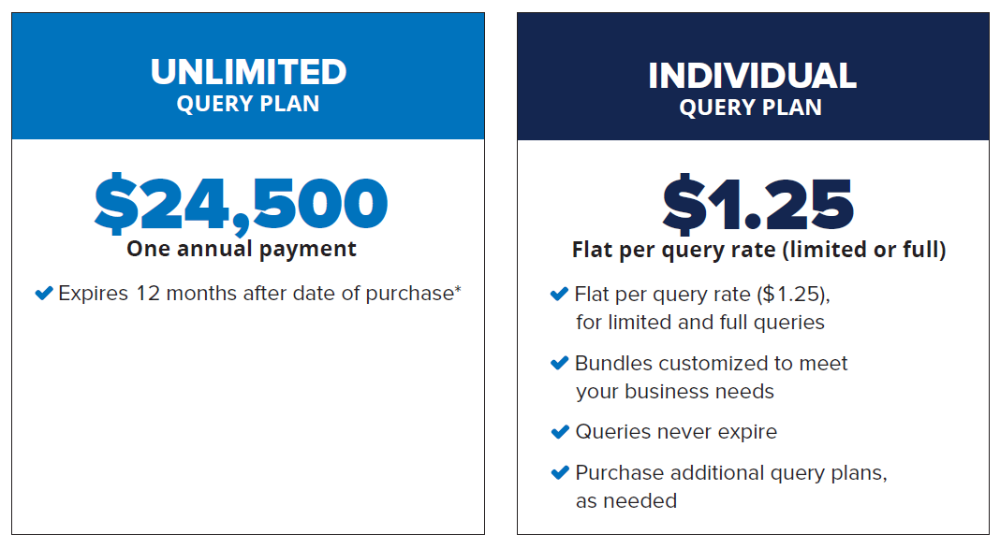 UNLIMITED
QUERY PLAN
$24,500
One annual payment
Expires 12 months after date of purchase*
INDIVIDUAL
QUERY PLAN
$1.25
Flat per query rate (limited or full)
Flat per query rate ($1.25),
for limited and full queries
Bundles customized to meet
your business needs
Queries never expire
Purchase additional query plans,
as needed